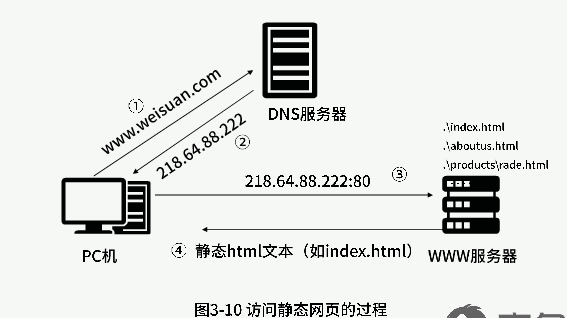 ①
www.weisuan.com
DNS服务器
②
218.64.88.222
.\index.html
.\aboutus.html
.\products\rade.html
218.64.88.222:80
③
PC机
④ 静态html文本（如index.html）
WWW服务器
图3-10 访问静态网页的过程